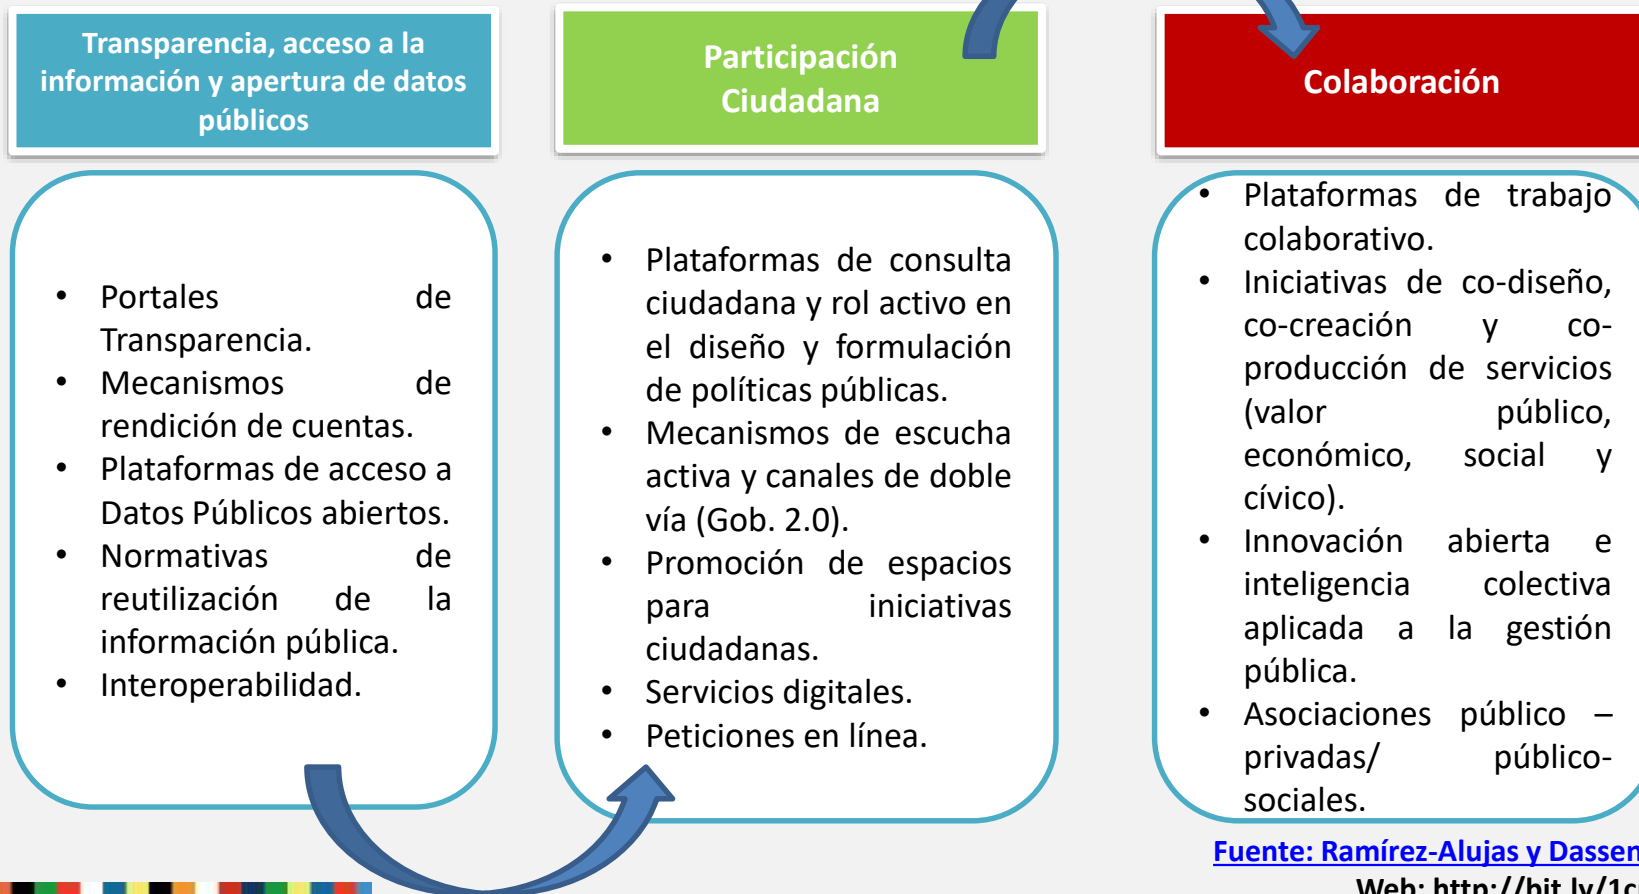 Transparencia, acceso a la
información y apertura de datos
públicos
• Portales de
Transparencia.
• Mecanismos de
rendición de cuentas.
• Plataformas de acceso a
Datos Públicos abiertos.
• Normativas de
reutilización de la
información pública.
• Interoperabilidad.
Participación
Ciudadana
• Plataformas de consulta
ciudadana y rol activo en
el diseño y formulación
de políticas públicas.
• Mecanismos de escucha
activa y canales de doble
vía (Gob. 2.0).
• Promoción de espacios
para iniciativas
ciudadanas.
• Servicios digitales.
• Peticiones en línea.
Colaboración
• Plataformas de trabajo
colaborativo.
• Iniciativas de co-diseño,
co-creación y co-
producción de servicios
(valor público,
económico, social y
cívico).
• Innovación abierta e
inteligencia colectiva
aplicada a la gestión
pública.
• Asociaciones público –
privadas/ público-
sociales.
Fuente: Ramírez-Alujas y Dassen
Web: http://bit.ly/1c